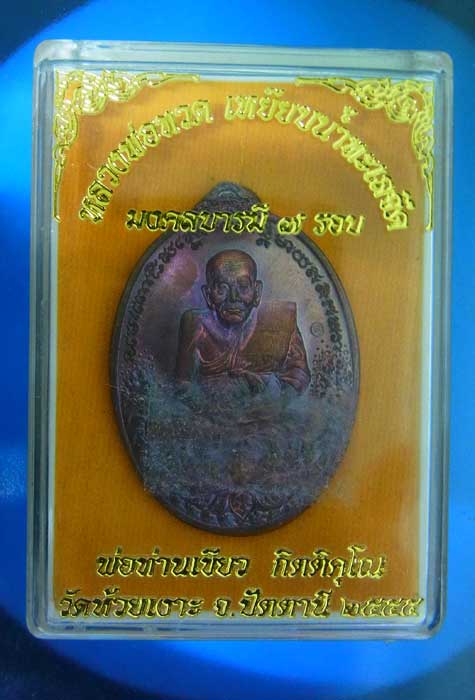 หลวงพ่อทวด เหยียบน้ำทะเลจืด
มงคลบารมี ๗ รอบ
พ่อท่านเขียว กิตติคุโณ
วัดห้วยเงาะ จ.ปัตตานี ๒๕๕๕